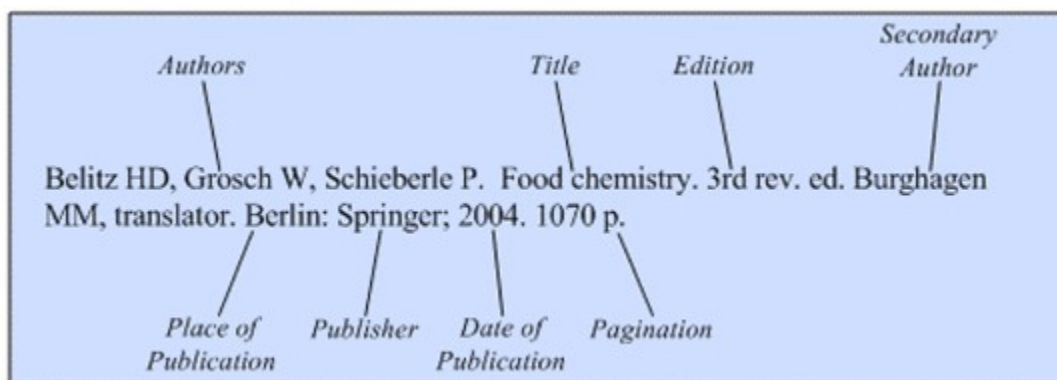 Authors Title Edition Secondary
Author
Belitz HD, Grosch W, Schieberle P. Food chemistry. 3rd rev. ed. Burghagen
MM, translator. Berlin: Springer; 2004. 1070 p.
Place of Publisher Date of Pagination
Publication Publication